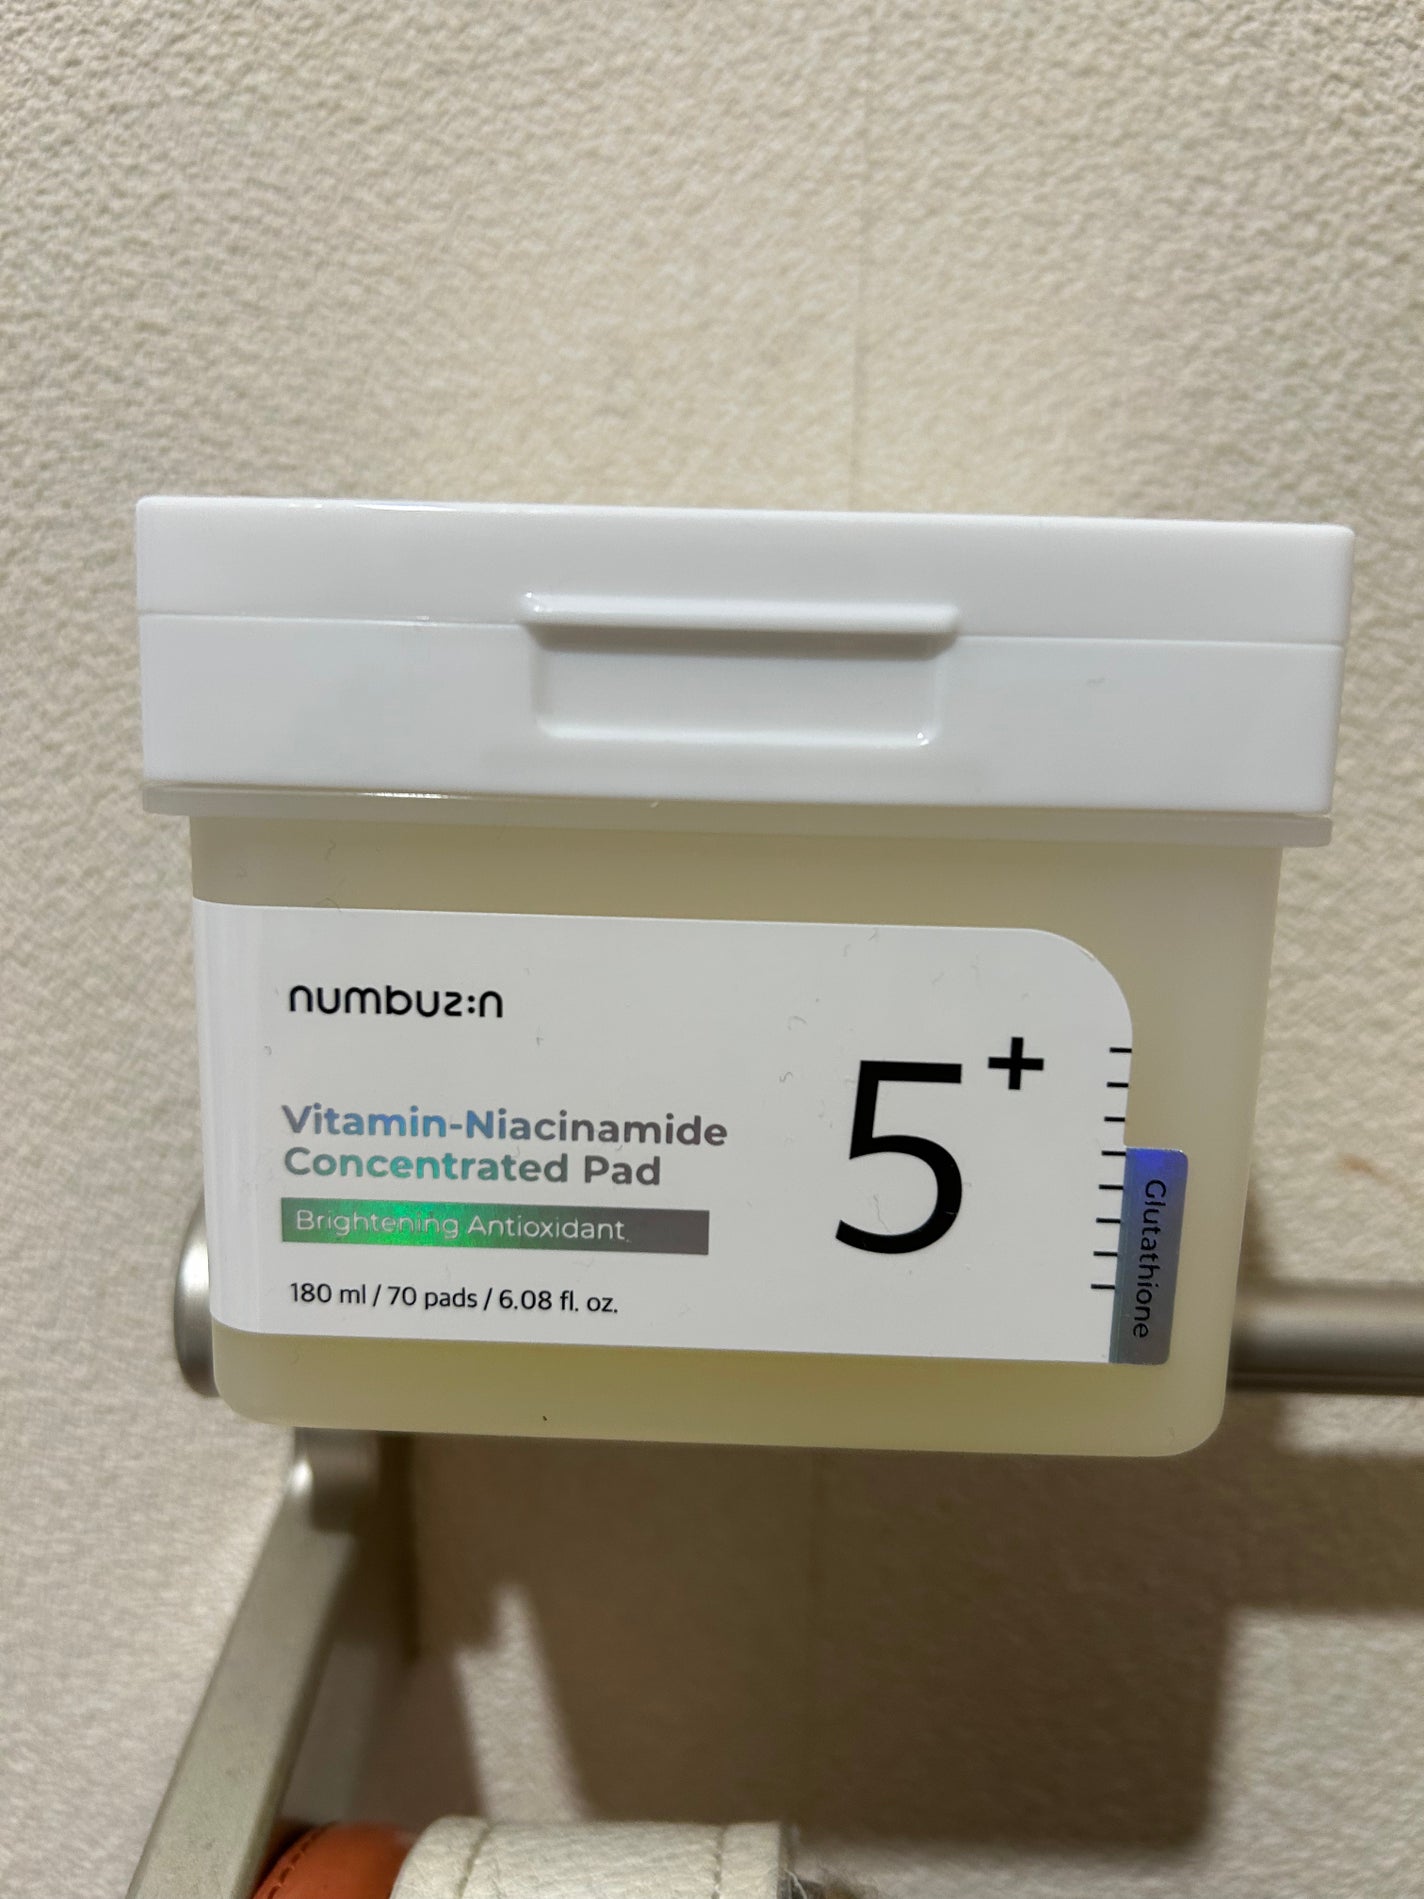 numbuz:n
Vitamin-Niacinamide
Concentrated Pad
Brightening Antioxidant
180 ml / 70 pads / 6.08 fl. oz.
5+
Glutathione